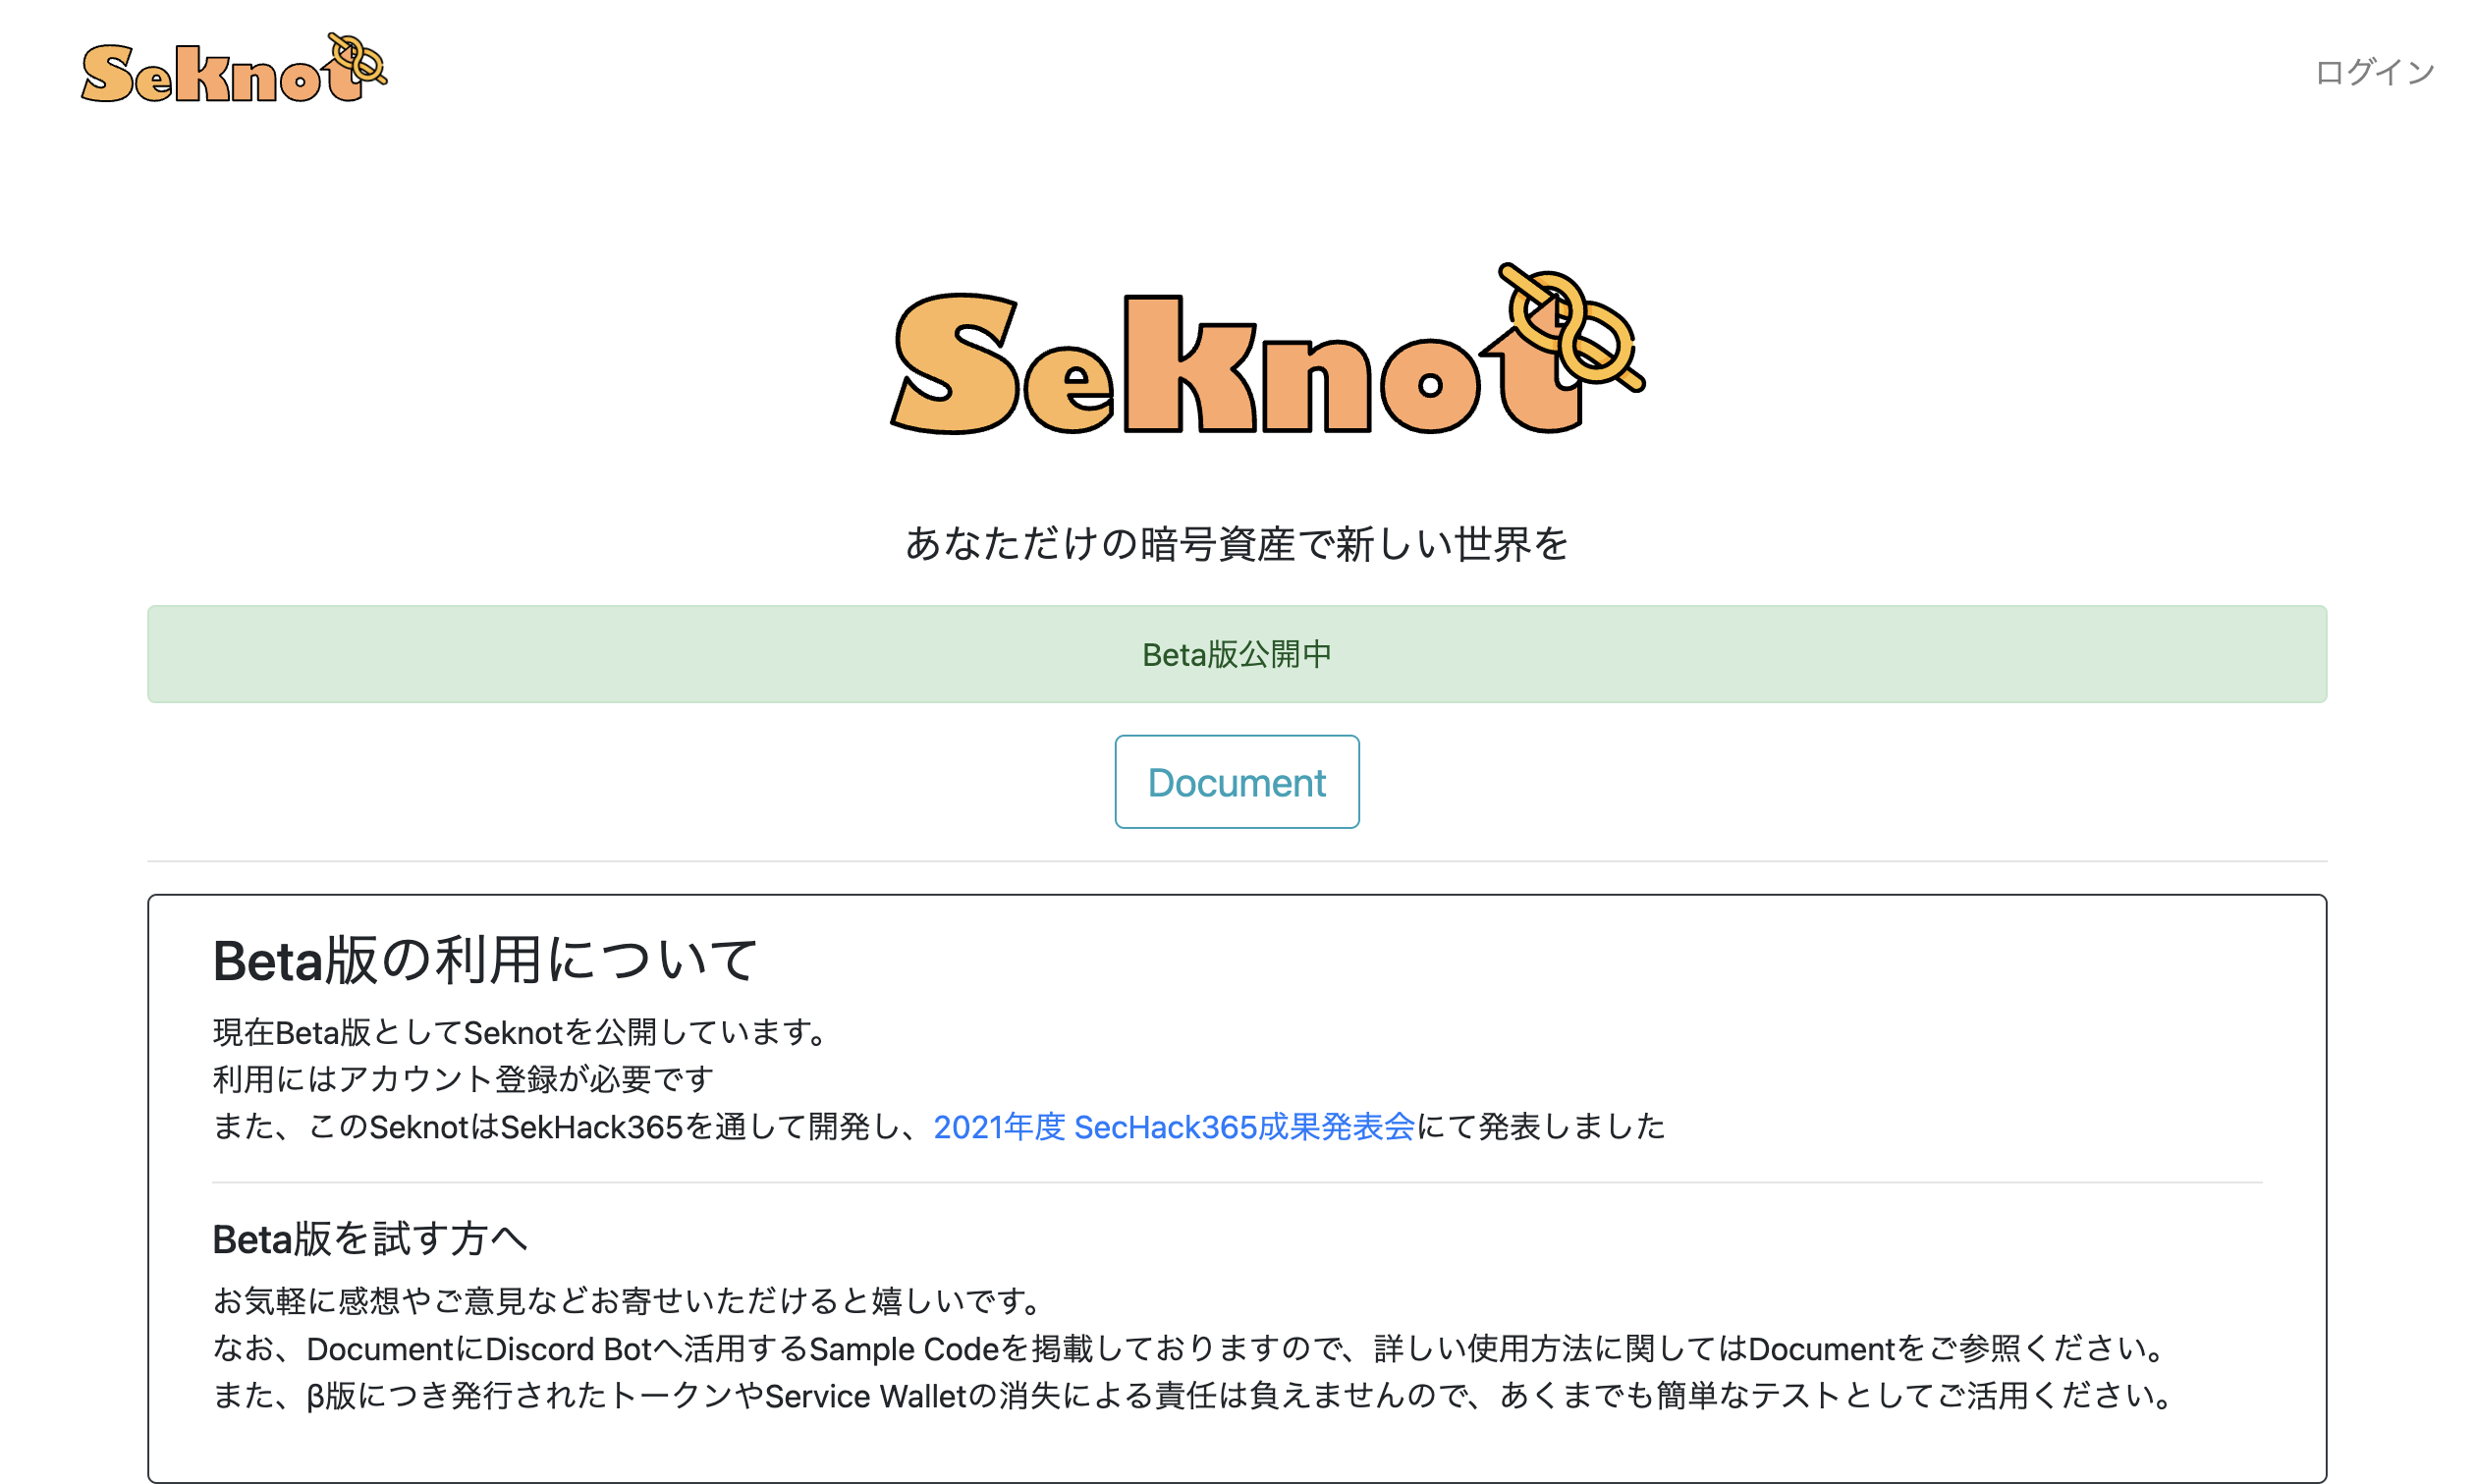 Seknot
ログイン
Seknot
あなただけの暗号資産で新しい世界を
Beta版公開中
Document
Beta版の利用について
現在Beta版としてSeknotを公開しています。
利用にはアカウント登録が必要です
また、このSeknotはSekHack365を通して開発し、2021年度 SecHack365成果発表会にて発表しました
Beta版を試す方へ
お気軽に感想やご意見などお寄せいただけると嬉しいです。
なお、DocumentにDiscord Botへ活用するSample Codeを掲載しておりますので、詳しい使用方法に関してはDocumentをご参照ください。
また、β版につき発行されたトークンやService Walletの消失による責任は負えませんので、あくまでも簡単なテストとしてご活用ください。